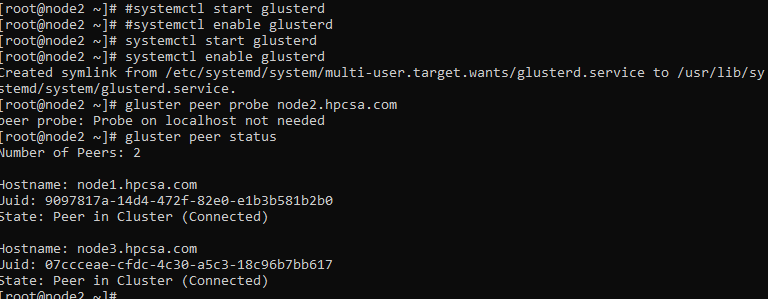 [root@node2 ~]# #systemctl start glusterd
[root@node2 ~]# #systemctl enable glusterd
[root@node2 ~]# systemctl start glusterd
[root@node2 ~]# systemctl enable glusterd
Created symlink from /etc/systemd/system/multi-user.target.wants/glusterd.service to /usr/lib/sy
stemd/system/glusterd.service.
[root@node2 ~]# gluster peer probe node2.hpcsa.com
peer probe: Probe on localhost not needed
[root@node2 ~]# gluster peer status
Number of Peers: 2
Hostname: node1.hpcsa.com
Uuid: 9097817a-14d4-472f-82e0-e1b3b581b2b0
State: Peer in Cluster (Connected)
Hostname: node3.hpcsa.com
Uuid: 07ccceae-cfdc-4c30-a5c3-18c96b7bb617
State: Peer in Cluster (Connected)
[root@node2 ~]#